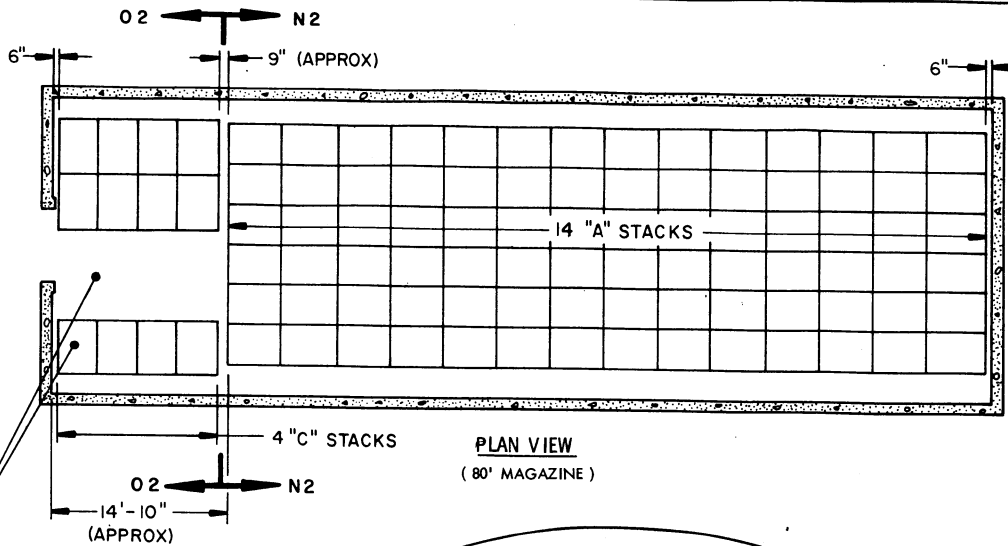 O2 N2
6" 9" (APPROX) 6"
14 "A" STACKS
4 "C" STACKS
PLAN VIEW
( 80' MAGAZINE )
O2 N2
14'-10"
(APPROX)